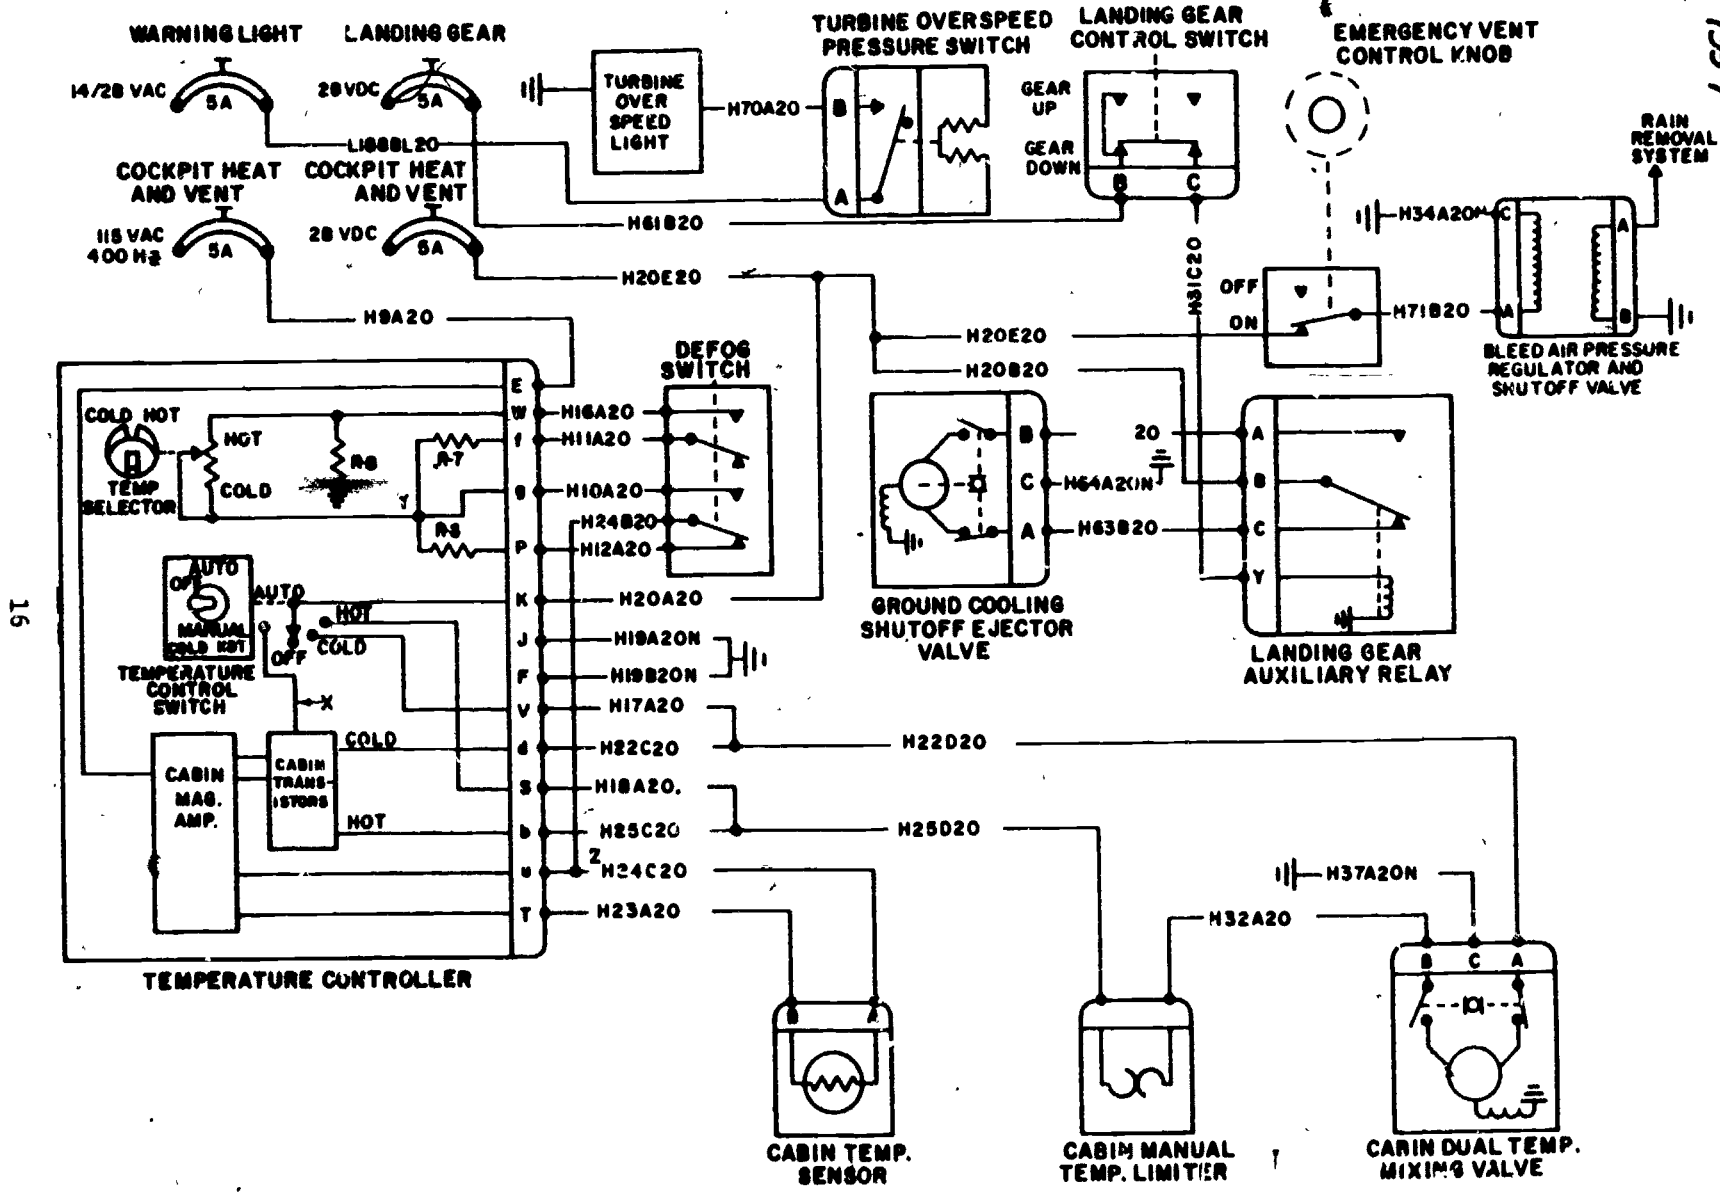 WARNING LIGHT
LANDING GEAR
14/28 VAC
5A
28VDC
5A
L188BL20
COCKPIT HEAT
AND VENT
COCKPIT HEAT
AND VENT
115 VAC
400 Hz
5A
28 VDC
5A
H9A20
H61B20
H20E20
TURBINE
OVER
SPEED
LIGHT
H70A20
TURBINE OVERSPEED
PRESSURE SWITCH
B
A
LANDING GEAR
CONTROL SWITCH
GEAR
UP
GEAR
DOWN
B
C
H31C20
EMERGENCY VENT
CONTROL KNOB
OFF
ON
H71B20
RAIN
REMOVAL
SYSTEM
H34A20N
C
A
A
B
BLEED AIR PRESSURE
REGULATOR AND
SHUTOFF VALVE
H20E20
H20B20
DEFOG
SWITCH
H16A20
H11A20
H10A20
H24B20
H12A20
H20A20
H19A20N
H19B20N
H17A20
H22C20
H18A20.
H25C20
Z
H24C20
H23A20
H22D20
H25D20
E
W
f
g
P
K
J
F
V
d
S
b
u
T
COLD HOT
TEMP
SELECTOR
HOT
COLD
R-8
R-7
AUTO
OFF
MANUAL
COLD HOT
AUTO
HOT
COLD
OFF
TEMPERATURE
CONTROL
SWITCH
X
COLD
HOT
CABIN
MAG.
AMP.
CABIN
TRANS-
ISTORS
TEMPERATURE CONTROLLER
B
C
A
20
H64A20N
H63B20
GROUND COOLING
SHUTOFF EJECTOR
VALVE
A
B
C
Y
LANDING GEAR
AUXILIARY RELAY
B
A
CABIN TEMP.
SENSOR
CABIN MANUAL
TEMP. LIMITER
H37A20N
H32A20
B
C
A
CABIN DUAL TEMP.
MIXING VALVE
16